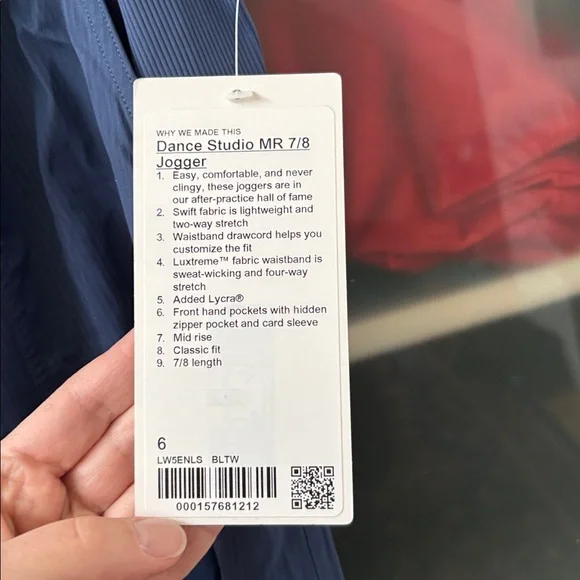 WHY WE MADE THIS
Dance Studio MR 7/8
Jogger
1. Easy, comfortable, and never
clingy, these joggers are in
our after-practice hall of fame
2. Swift fabric is lightweight and
two-way stretch
3. Waistband drawcord helps you
customize the fit
4. Luxtreme™ fabric waistband is
sweat-wicking and four-way
stretch
5. Added Lycra®
6. Front hand pockets with hidden
zipper pocket and card sleeve
7. Mid rise
8. Classic fit
9. 7/8 length
6
LW5ENLS BLTW
000157681212